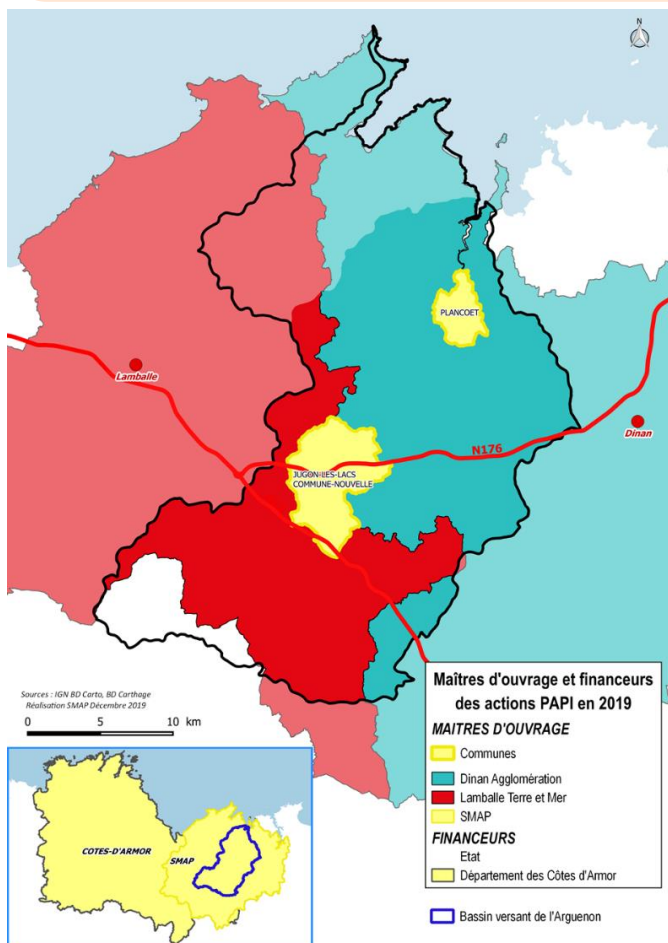 N
PLANCOET
Lamballe
N176
Dinan
JUGON-LES-LACS
COMMUNE-NOUVELLE
Sources : IGN BD Carto, BD Carthage
Réalisation SMAP Décembre 2019
0 5 10 km
Maîtres d'ouvrage et financeurs
des actions PAPI en 2019
MAITRES D'OUVRAGE
Communes
Dinan Agglomération
Lamballe Terre et Mer
SMAP
FINANCEURS
Etat
Département des Côtes d'Armor
Bassin versant de l'Arguenon
COTES-D'ARMOR
SMAP